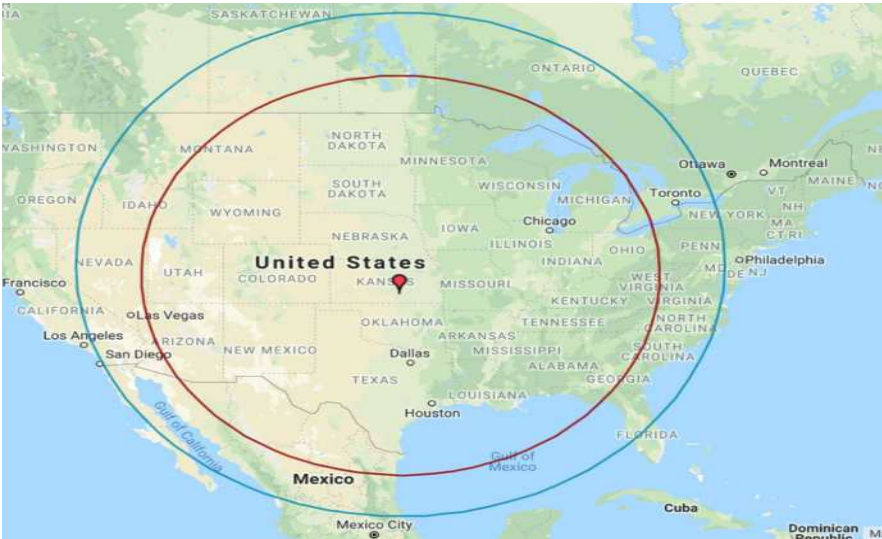 SASKATCHEWAN
ONTARIO
QUEBEC
WASHINGTON
MONTANA
NORTH
DAKOTA
MINNESOTA
Ottawa
Montreal
MAINE
OREGON
IDAHO
SOUTH
DAKOTA
WISCONSIN
MICHIGAN
Toronto
VT
NH
WYOMING
NEW YORK
MA
CT RI
Chicago
IOWA
NEBRASKA
ILLINOIS
INDIANA
OHIO
PENN
NEVADA
UTAH
United States
COLORADO
KANSAS
MISSOURI
WEST
VIRGINIA
MD
DE NJ
Philadelphia
Francisco
CALIFORNIA
KENTUCKY
VIRGINIA
Las Vegas
OKLAHOMA
TENNESSEE
NORTH
CAROLINA
Los Angeles
ARIZONA
NEW MEXICO
ARKANSAS
MISSISSIPPI
SOUTH
CAROLINA
San Diego
Dallas
ALABAMA
TEXAS
GEORGIA
LOUISIANA
Houston
Gulf of
California
FLORIDA
Gulf of
Mexico
Mexico
Cuba
Mexico City
Dominican
Republic